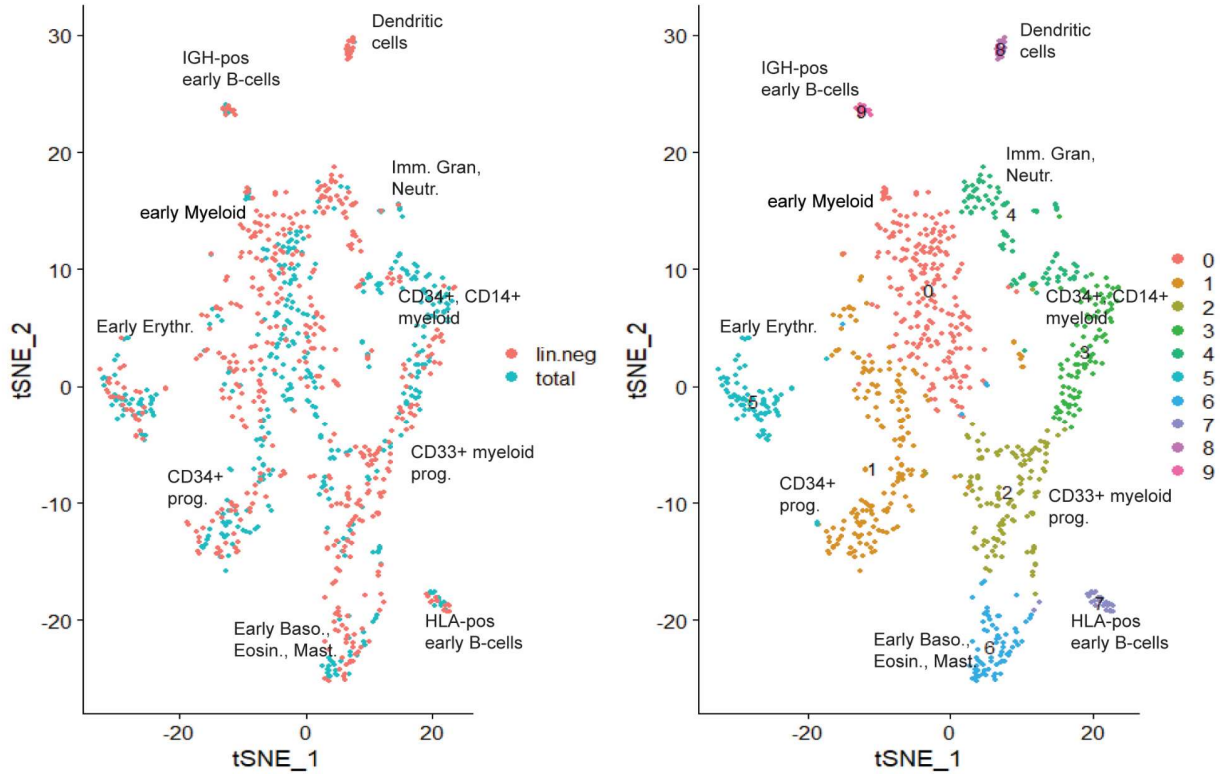 30
20
10
0
-10
-20
tSNE_2
-20
0
20
tSNE_1
Dendritic
cells
IGH-pos
early B-cells
Imm. Gran,
Neutr.
early Myeloid
CD34+, CD14+
myeloid
Early Erythr.
CD33+ myeloid
prog.
CD34+
prog.
HLA-pos
early B-cells
Early Baso.,
Eosin., Mast.
lin.neg
total
30
20
10
0
-10
-20
tSNE_2
-20
0
20
tSNE_1
Dendritic
cells
8
IGH-pos
early B-cells
9
Imm. Gran,
Neutr.
4
early Myeloid
0
CD34+, CD14+
myeloid
3
Early Erythr.
5
CD34+
prog.
1
2
CD33+ myeloid
prog.
7
HLA-pos
early B-cells
Early Baso.,
Eosin., Mast.
6
0
1
2
3
4
5
6
7
8
9